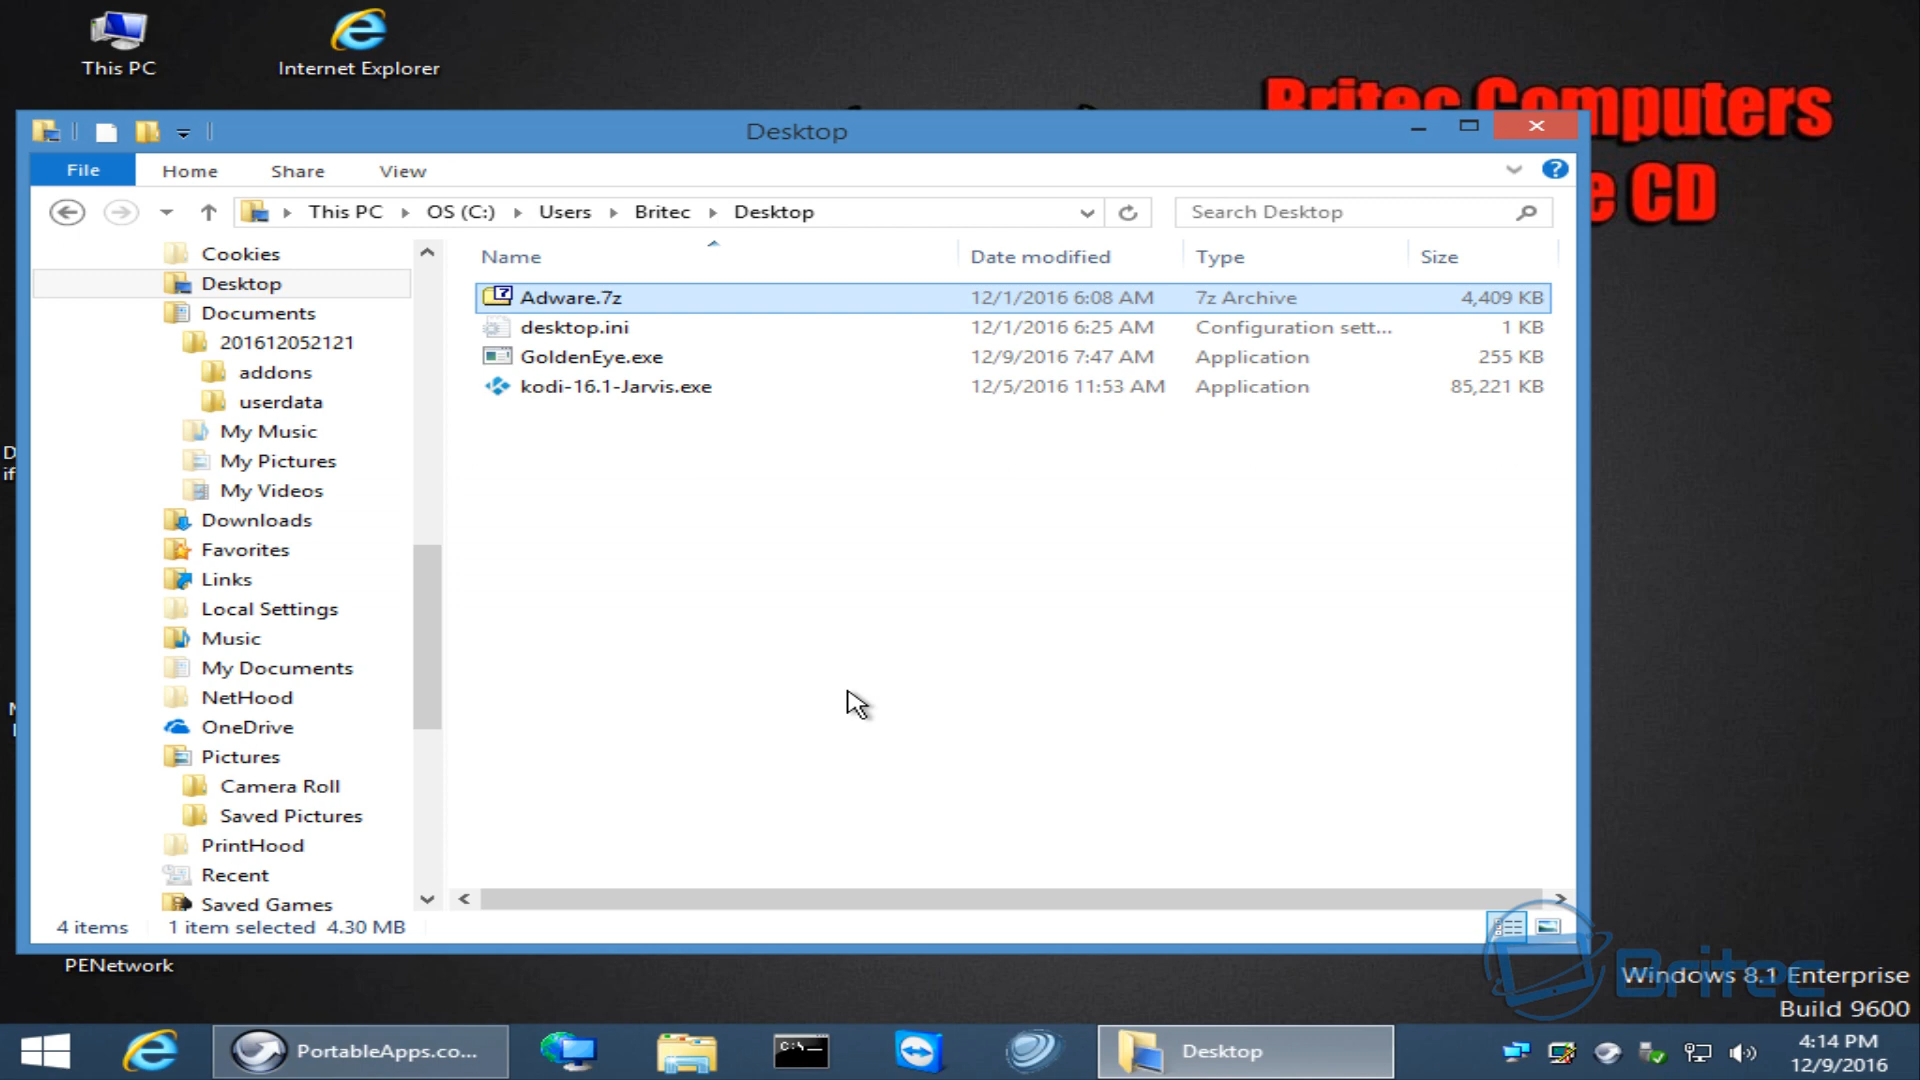 This PC
Internet Explorer
Britec Computers
e CD
Desktop
File Home Share View
This PC OS (C:) Users Britec Desktop
Search Desktop
Cookies
Desktop
Documents
201612052121
addons
userdata
My Music
My Pictures
My Videos
Downloads
Favorites
Links
Local Settings
Music
My Documents
NetHood
OneDrive
Pictures
Camera Roll
Saved Pictures
PrintHood
Recent
Saved Games
Name Date modified Type Size
Adware.7z 12/1/2016 6:08 AM 7z Archive 4,409 KB
desktop.ini 12/1/2016 6:25 AM Configuration sett... 1 KB
GoldenEye.exe 12/9/2016 7:47 AM Application 255 KB
kodi-16.1-Jarvis.exe 12/5/2016 11:53 AM Application 85,221 KB
4 items 1 item selected 4.30 MB
PENetwork
Britec
Windows 8.1 Enterprise
Build 9600
PortableApps.co...
C:\
Desktop
4:14 PM
12/9/2016